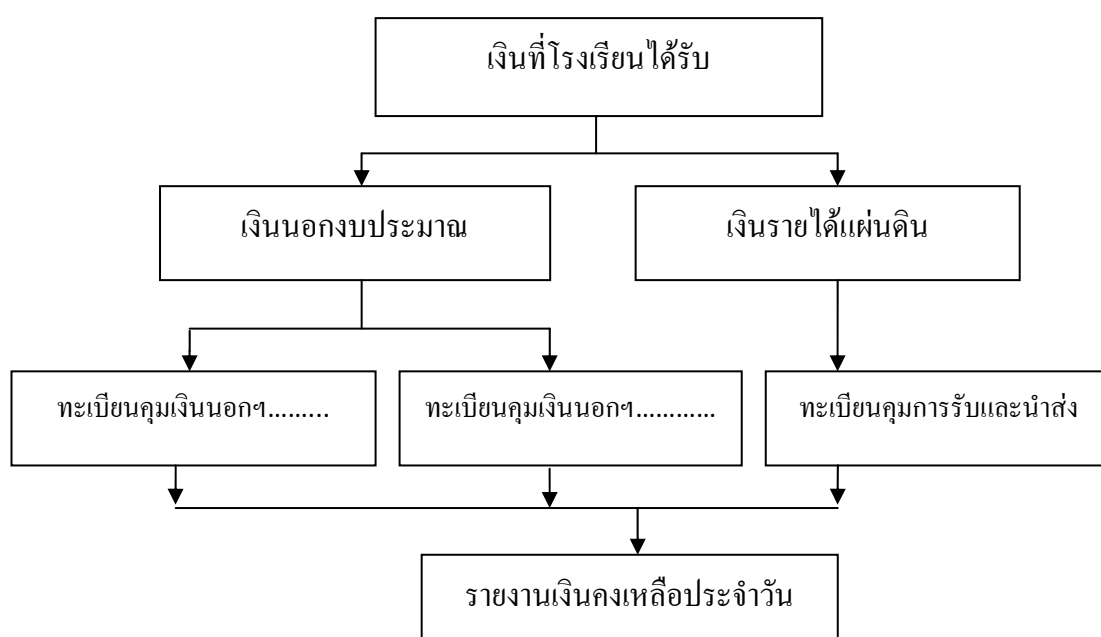 เงินที่โรงเรียนได้รับ
เงินนอกงบประมาณ
เงินรายได้แผ่นดิน
ทะเบียนคุมเงินนอกฯ.........
ทะเบียนคุมเงินนอกฯ............
ทะเบียนคุมการรับและนำส่ง
รายงานเงินคงเหลือประจำวัน